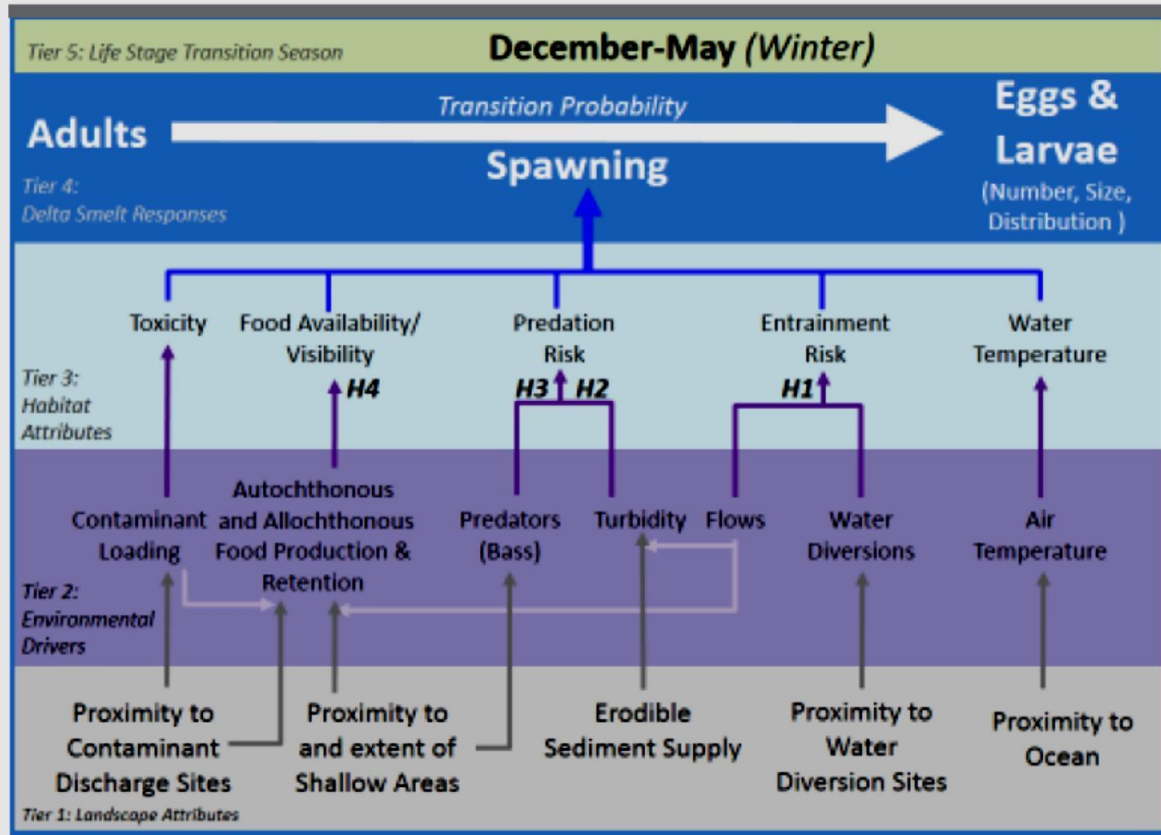 Tier 5: Life Stage Transition Season
December-May (Winter)
Adults
Transition Probability
Spawning
Eggs &
Larvae
(Number, Size,
Distribution )
Tier 4:
Delta Smelt Responses
Toxicity
Food Availability/
Visibility
Predation
Risk
Entrainment
Risk
Water
Temperature
H4
H3
H2
H1
Tier 3:
Habitat
Attributes
Contaminant
Loading
Autochthonous
and Allochthonous
Food Production &
Retention
Predators
(Bass)
Turbidity
Flows
Water
Diversions
Air
Temperature
Tier 2:
Environmental
Drivers
Proximity to
Contaminant
Discharge Sites
Proximity to
and extent of
Shallow Areas
Erodible
Sediment Supply
Proximity to
Water
Diversion Sites
Proximity to
Ocean
Tier 1: Landscape Attributes